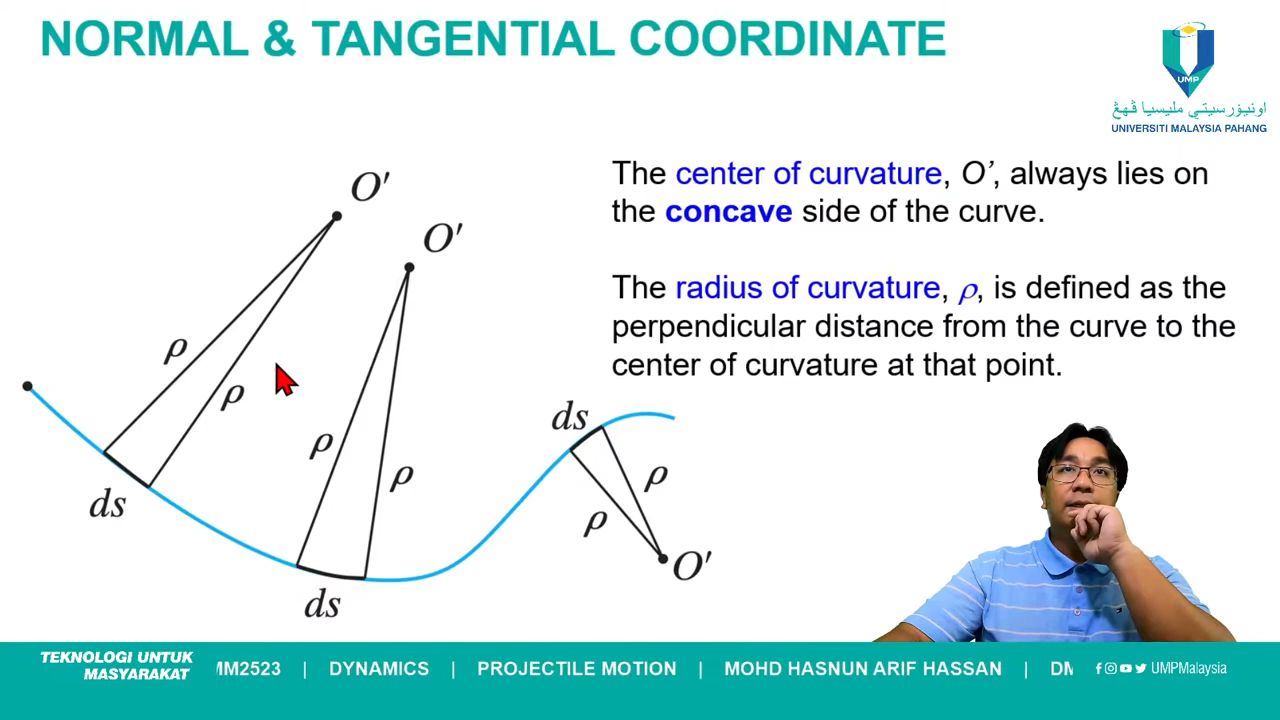 NORMAL & TANGENTIAL COORDINATE
UMP
اونيۏرسيتي مليسيا ڤهڠ
UNIVERSITI MALAYSIA PAHANG
The center of curvature, O’, always lies on
the concave side of the curve.
The radius of curvature, ρ, is defined as the
perpendicular distance from the curve to the
center of curvature at that point.
O'
O'
ρ
ρ
ρ
ρ
ds
ds
ds
ρ
ρ
O'
TEKNOLOGI UNTUK
MASYARAKAT
MM2523 | DYNAMICS | PROJECTILE MOTION | MOHD HASNUN ARIF HASSAN | DM
UMPMalaysia